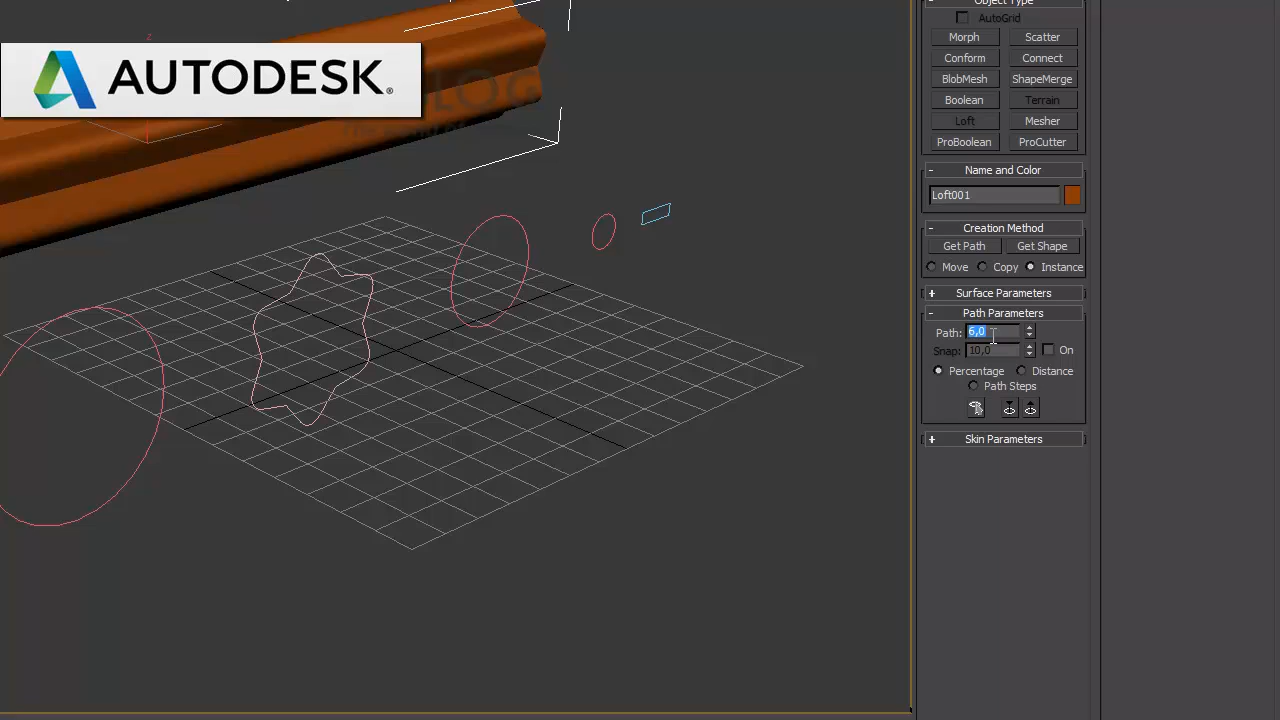 Object Type
AutoGrid
Morph Scatter
Conform Connect
BlobMesh ShapeMerge
Boolean Terrain
Loft Mesher
ProBoolean ProCutter
- Name and Color
Loft001
- Creation Method
Get Path Get Shape
Move Copy Instance
+ Surface Parameters
- Path Parameters
Path: 6,0
Snap: 10,0 On
Percentage Distance
Path Steps
+ Skin Parameters
z
AUTODESK®